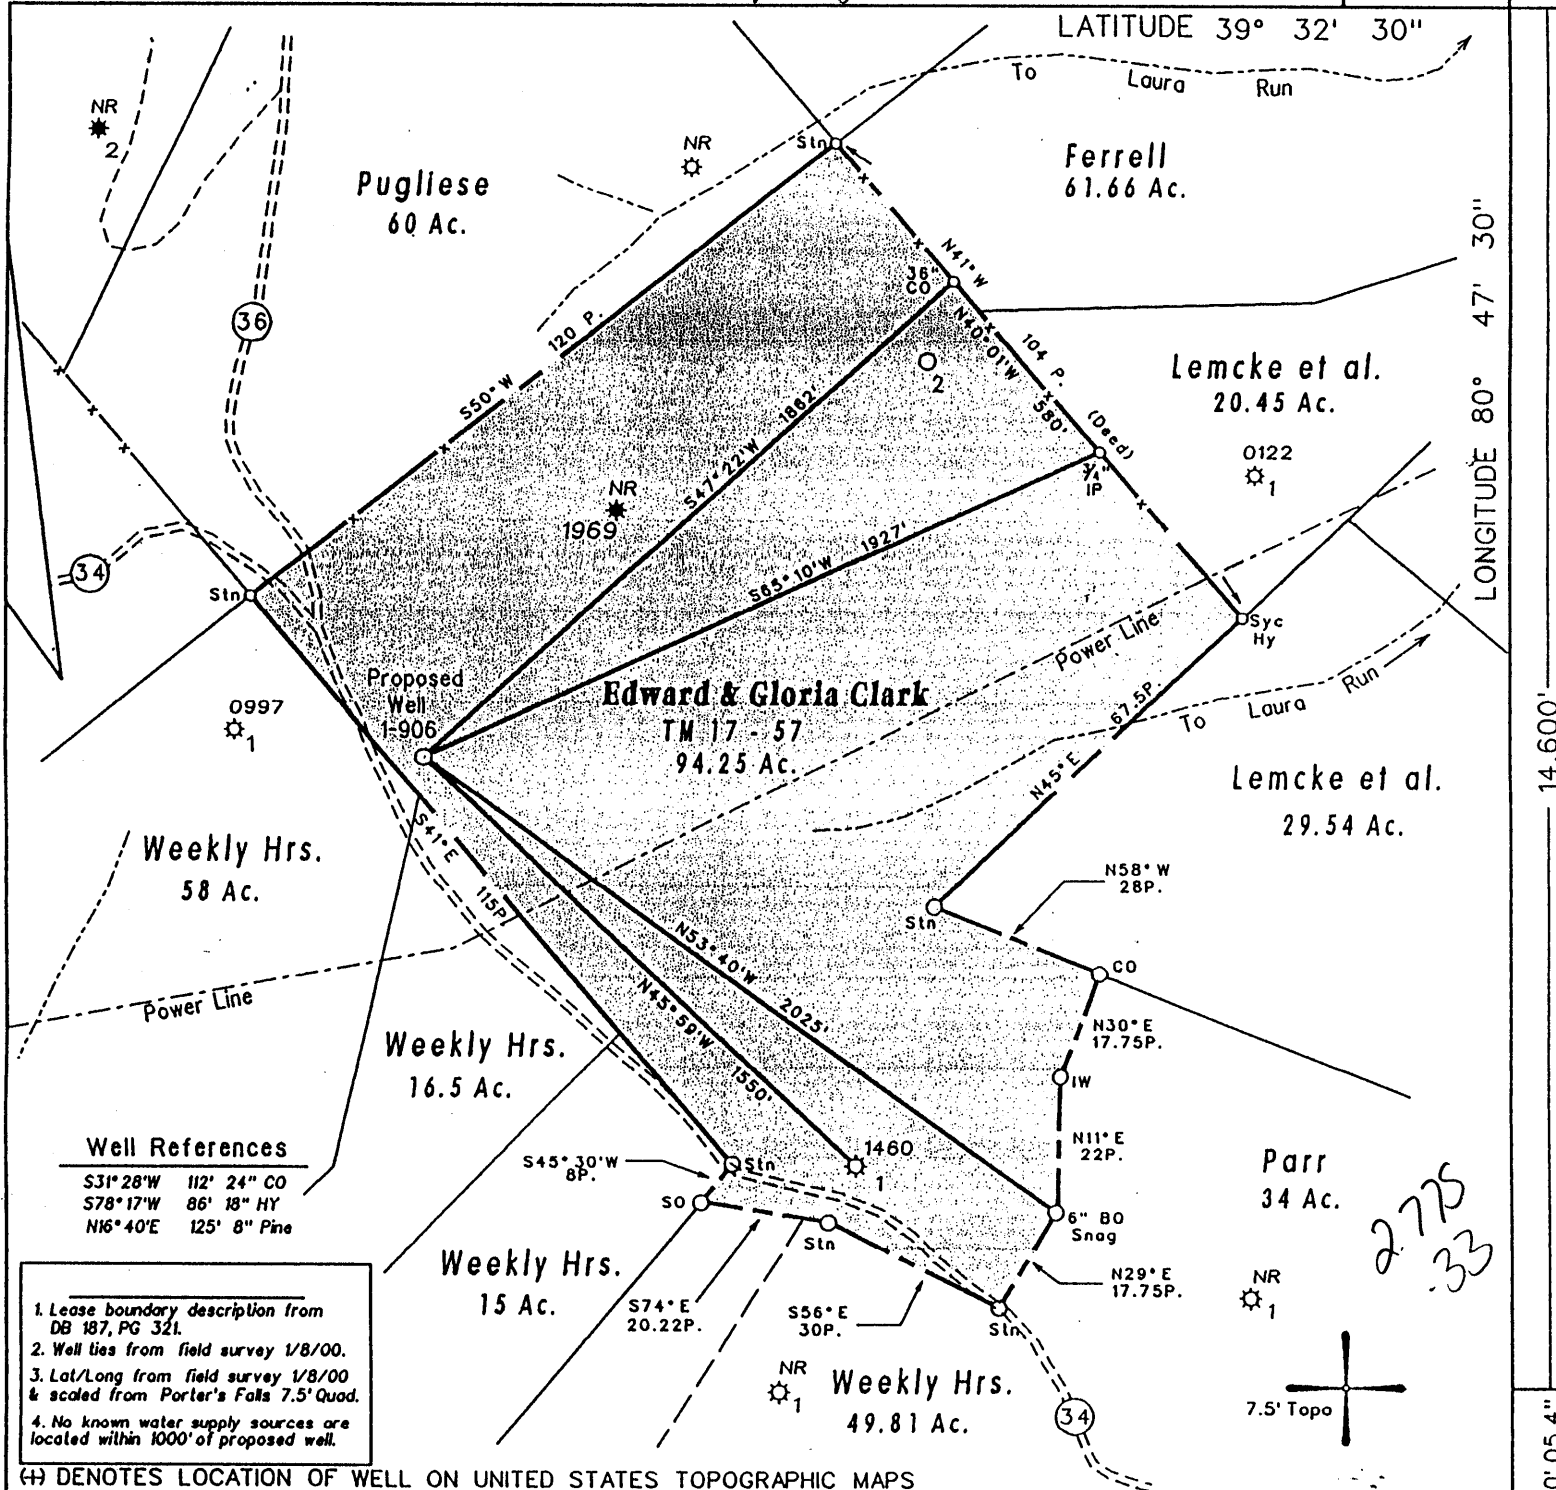 LATITUDE 39° 32' 30"
To Laura Run
NR
2
NR
Stn
Ferrell
61.66 Ac.
Pugliese
60 Ac.
LONGITUDE 80° 47' 30"
N41° W
104 P.
(Deed)
36"
CO
36
120 P.
S50° W
N40° 01'W
580'
2
Lemcke et al.
20.45 Ac.
S47° 22'W 1862'
0122
1
3/4"
IP
NR
1969
S65° 10'W 1927'
34
Stn
Syc
Hy
Power Line
Proposed
Well
1-906
Edward & Gloria Clark
TM 17 - 57
94.25 Ac.
0997
1
67.5P.
N45° E
To Laura Run
14,600'
Lemcke et al.
29.54 Ac.
S41° E
115P.
Weekly Hrs.
58 Ac.
N58° W
28P.
Stn
CO
N53° 40'W 2025'
N45° 59'W 1550'
Power Line
N30° E
17.75P.
Weekly Hrs.
16.5 Ac.
IW
N11° E
22P.
Well References
S31° 28'W 112' 24" CO
S78° 17'W 86' 18" HY
N16° 40'E 125' 8" Pine
S45° 30'W
8P.
Stn
1460
1
Parr
34 Ac.
2.775
.33
SO
Stn
6" BO
Snag
Weekly Hrs.
15 Ac.
S74° E
20.22P.
S56° E
30P.
N29° E
17.75P.
NR
1
Stn
1. Lease boundary description from
DB 187, PG 321.
2. Well ties from field survey 1/8/00.
3. Lat/Long from field survey 1/8/00
& scaled from Porter's Falls 7.5' Quad.
4. No known water supply sources are
located within 1000' of proposed well.
NR
1
Weekly Hrs.
49.81 Ac.
34
7.5' Topo
0' 05.4"
(+) DENOTES LOCATION OF WELL ON UNITED STATES TOPOGRAPHIC MAPS